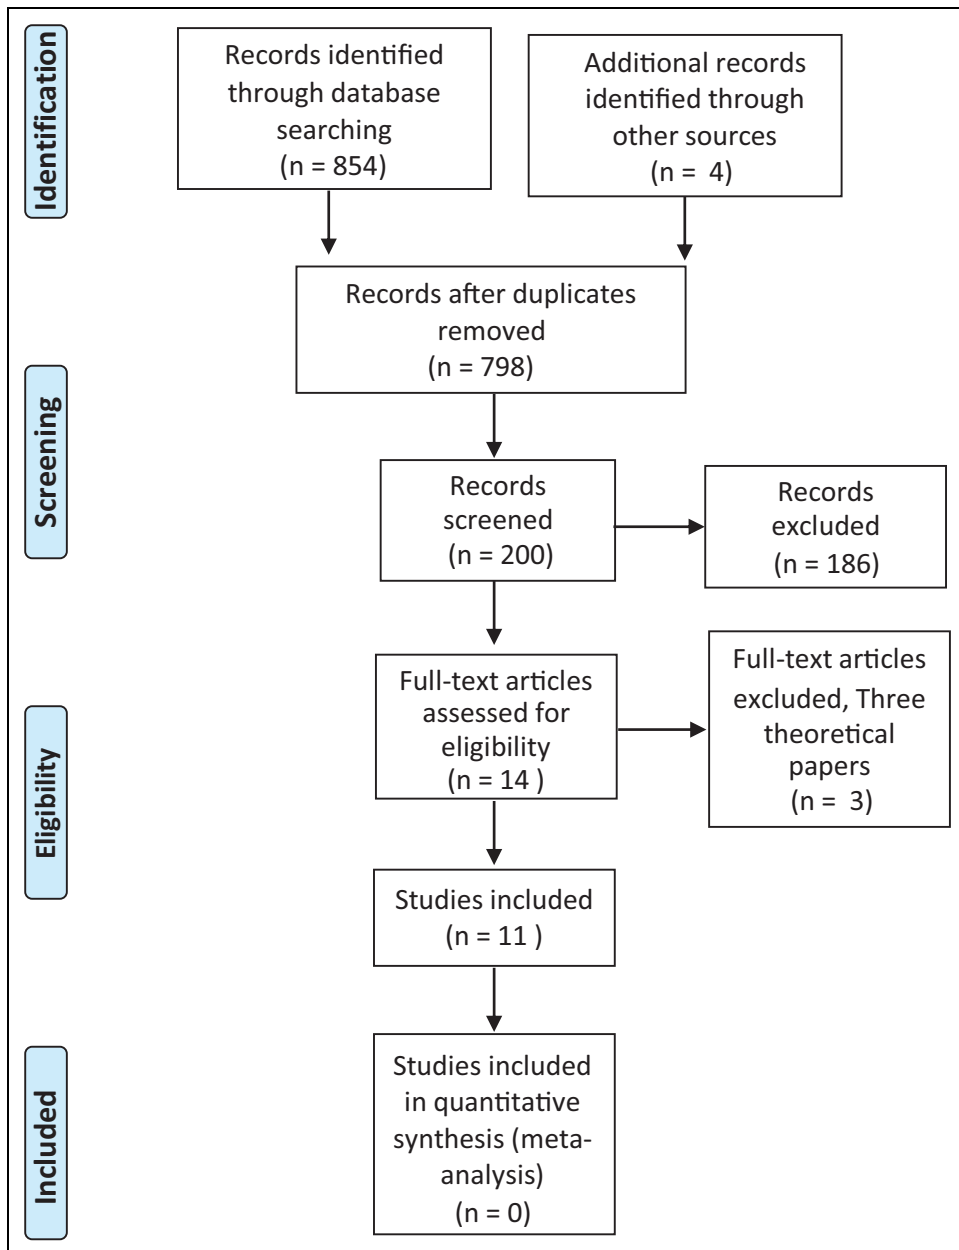 Identification
Records identified
through database
searching
(n = 854)
Additional records
identified through
other sources
(n = 4)
Records after duplicates
removed
(n = 798)
Screening
Records
screened
(n = 200)
Records
excluded
(n = 186)
Eligibility
Full-text articles
assessed for
eligibility
(n = 14 )
Full-text articles
excluded, Three
theoretical
papers
(n = 3)
Studies included
(n = 11 )
Included
Studies included
in quantitative
synthesis (meta-
analysis)
(n = 0)